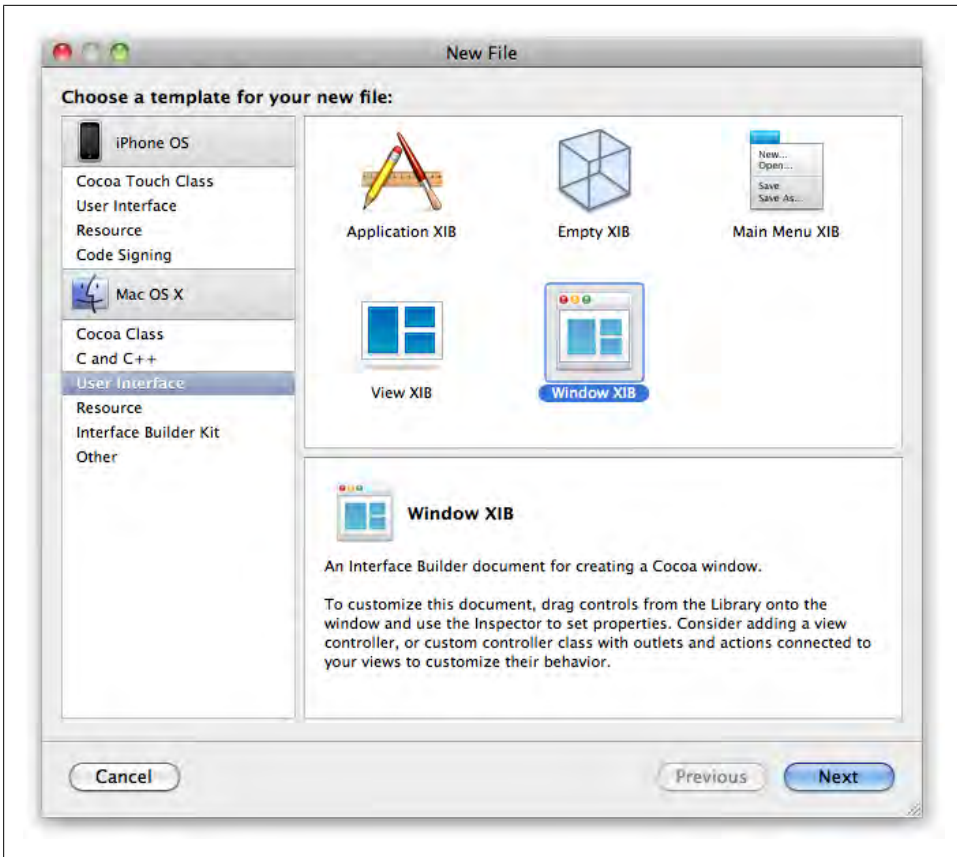 New File
Choose a template for your new file:
iPhone OS
Cocoa Touch Class
User Interface
Resource
Code Signing
Mac OS X
Cocoa Class
C and C++
User Interface
Resource
Interface Builder Kit
Other
Application XIB
Empty XIB
New...
Open...
Save
Save As...
Main Menu XIB
View XIB
Window XIB
Window XIB
An Interface Builder document for creating a Cocoa window.
To customize this document, drag controls from the Library onto the
window and use the Inspector to set properties. Consider adding a view
controller, or custom controller class with outlets and actions connected to
your views to customize their behavior.
Cancel
Previous
Next